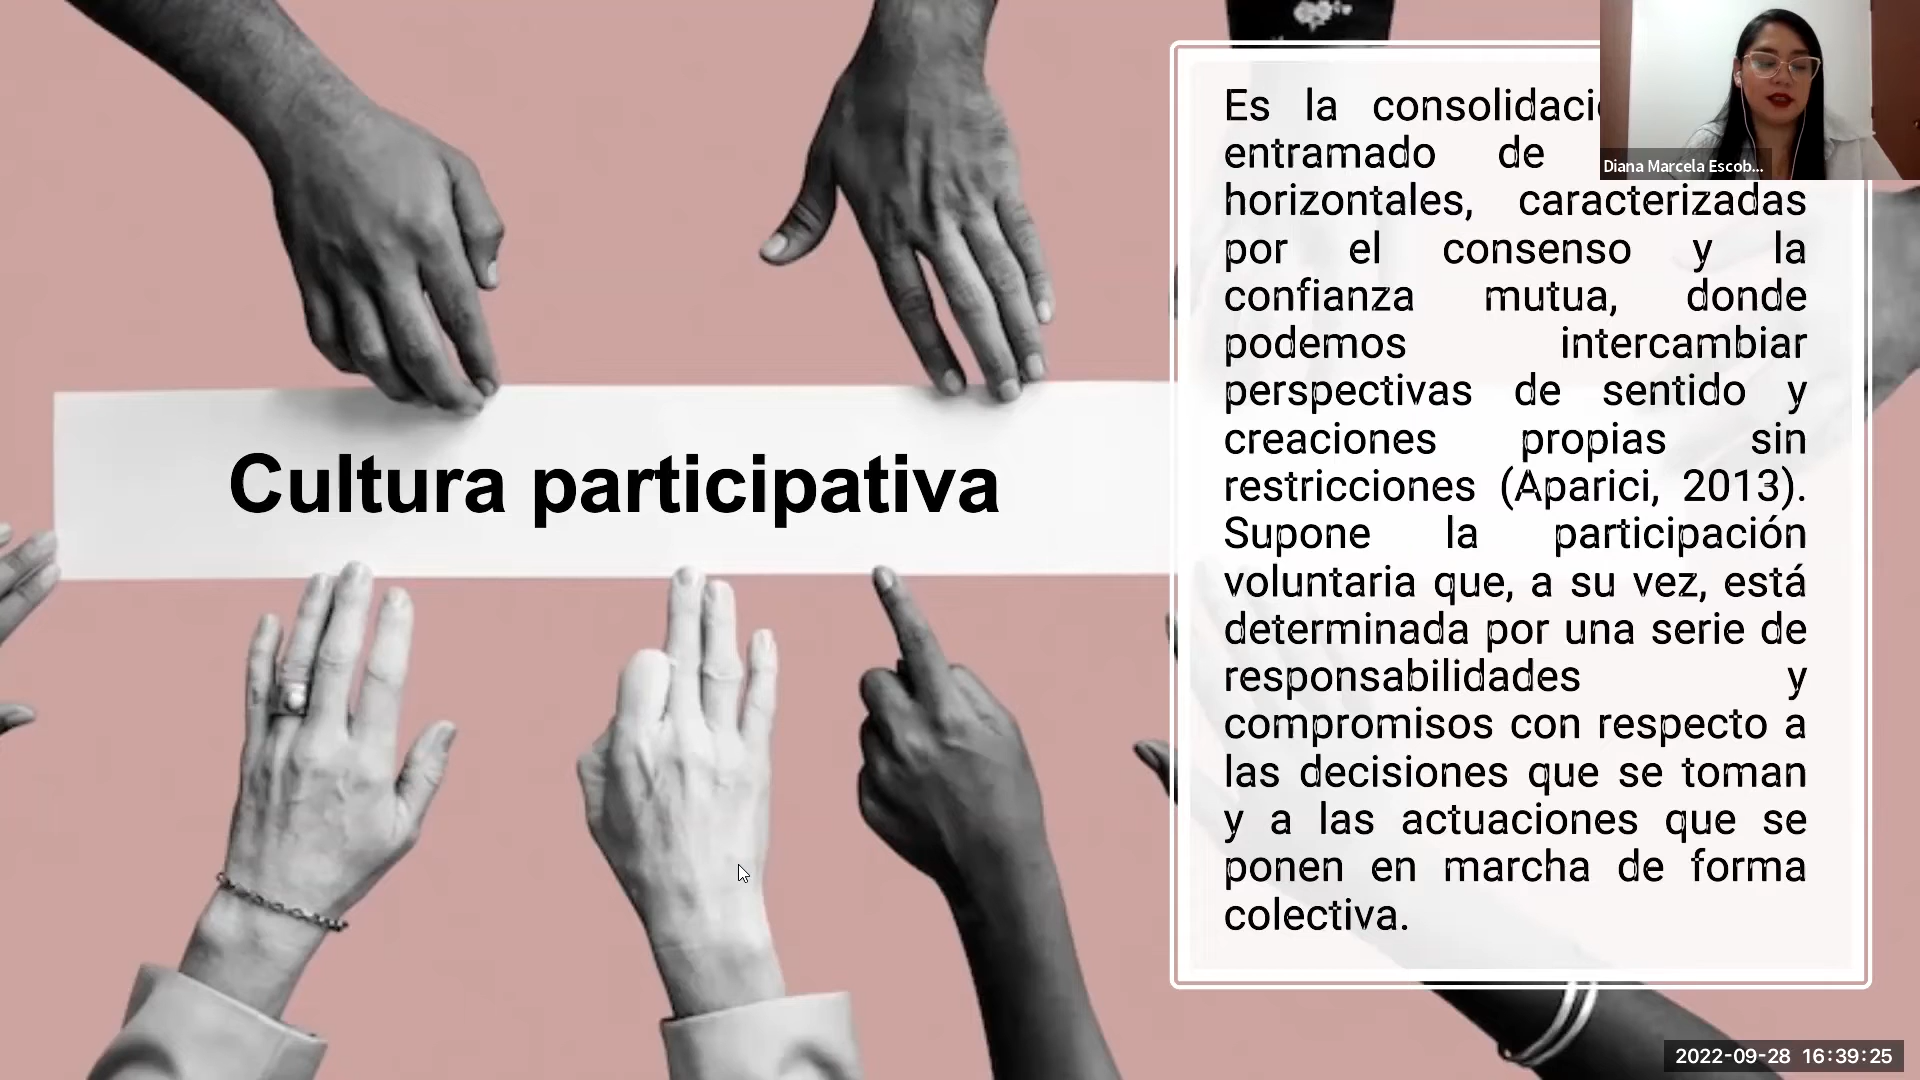 Cultura participativa
Es la
entramado de
horizontales, caracterizadas
por el consenso y la
confianza mutua, donde
podemos intercambiar
perspectivas de sentido y
creaciones propias sin
restricciones (Aparici, 2013).
Supone la participación
voluntaria que, a su vez, está
determinada por una serie de
responsabilidades y
compromisos con respecto a
las decisiones que se toman
y a las actuaciones que se
ponen en marcha de forma
colectiva.
Diana Marcela Escob...
2022-09-28 16:39:25